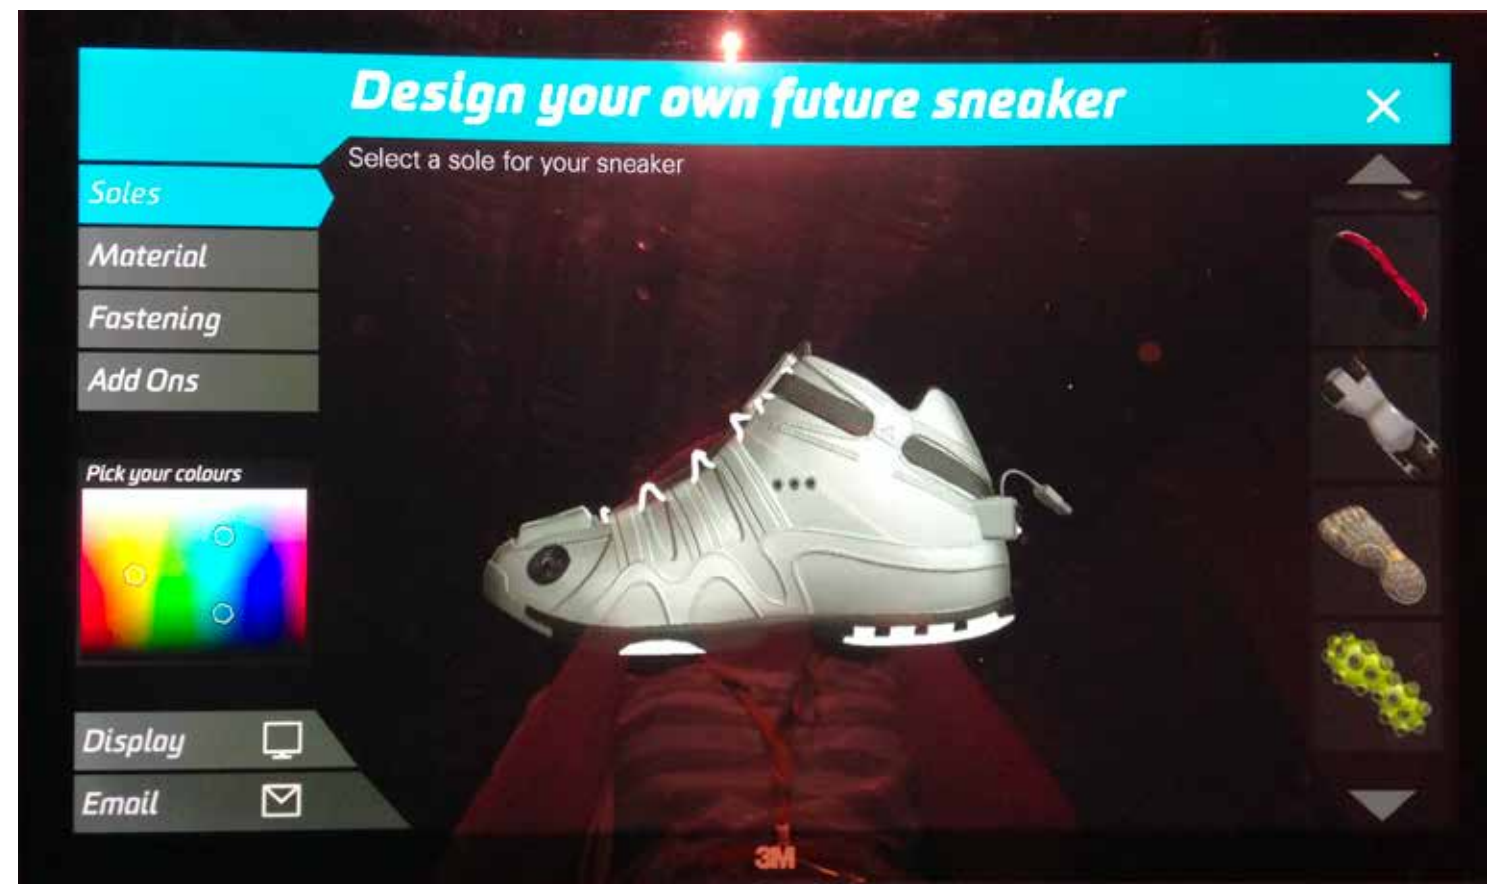 Design your own future sneaker
Select a sole for your sneaker
Soles
Material
Fastening
Add Ons
Pick your colours
Display
Email
3M